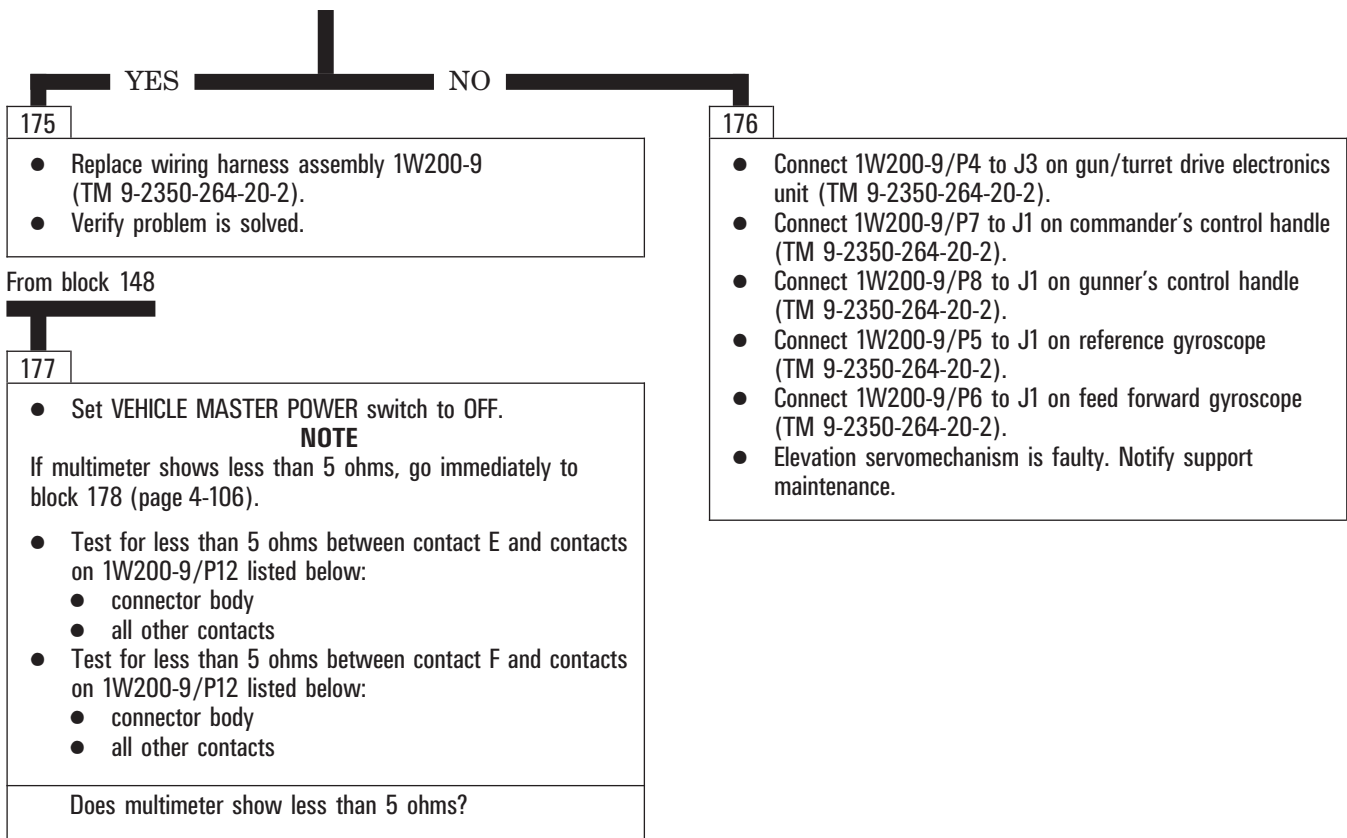 YES
NO
175
● Replace wiring harness assembly 1W200-9
(TM 9-2350-264-20-2).
● Verify problem is solved.
176
● Connect 1W200-9/P4 to J3 on gun/turret drive electronics
unit (TM 9-2350-264-20-2).
● Connect 1W200-9/P7 to J1 on commander's control handle
(TM 9-2350-264-20-2).
● Connect 1W200-9/P8 to J1 on gunner's control handle
(TM 9-2350-264-20-2).
● Connect 1W200-9/P5 to J1 on reference gyroscope
(TM 9-2350-264-20-2).
● Connect 1W200-9/P6 to J1 on feed forward gyroscope
(TM 9-2350-264-20-2).
● Elevation servomechanism is faulty. Notify support
maintenance.
From block 148
177
● Set VEHICLE MASTER POWER switch to OFF.
NOTE
If multimeter shows less than 5 ohms, go immediately to
block 178 (page 4-106).
● Test for less than 5 ohms between contact E and contacts
on 1W200-9/P12 listed below:
● connector body
● all other contacts
● Test for less than 5 ohms between contact F and contacts
on 1W200-9/P12 listed below:
● connector body
● all other contacts
Does multimeter show less than 5 ohms?